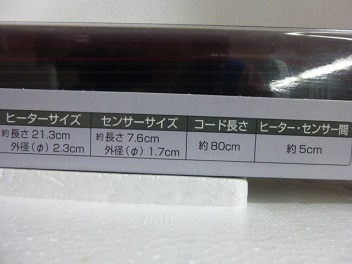 ヒーターサイズ センサーサイズ コード長さ ヒーター・センサー間
約長さ21.3cm 約長さ7.6cm 約80cm 約5cm
外径(φ)2.3cm 外径(φ)1.7cm